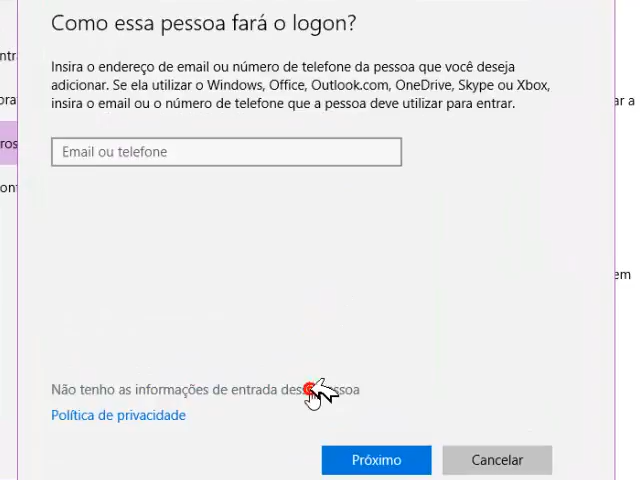 Como essa pessoa fará o logon?
Insira o endereço de email ou número de telefone da pessoa que você deseja
adicionar. Se ela utilizar o Windows, Office, Outlook.com, OneDrive, Skype ou Xbox,
insira o email ou o número de telefone que a pessoa deve utilizar para entrar.
Email ou telefone
Não tenho as informações de entrada
Política de privacidade
Próximo Cancelar